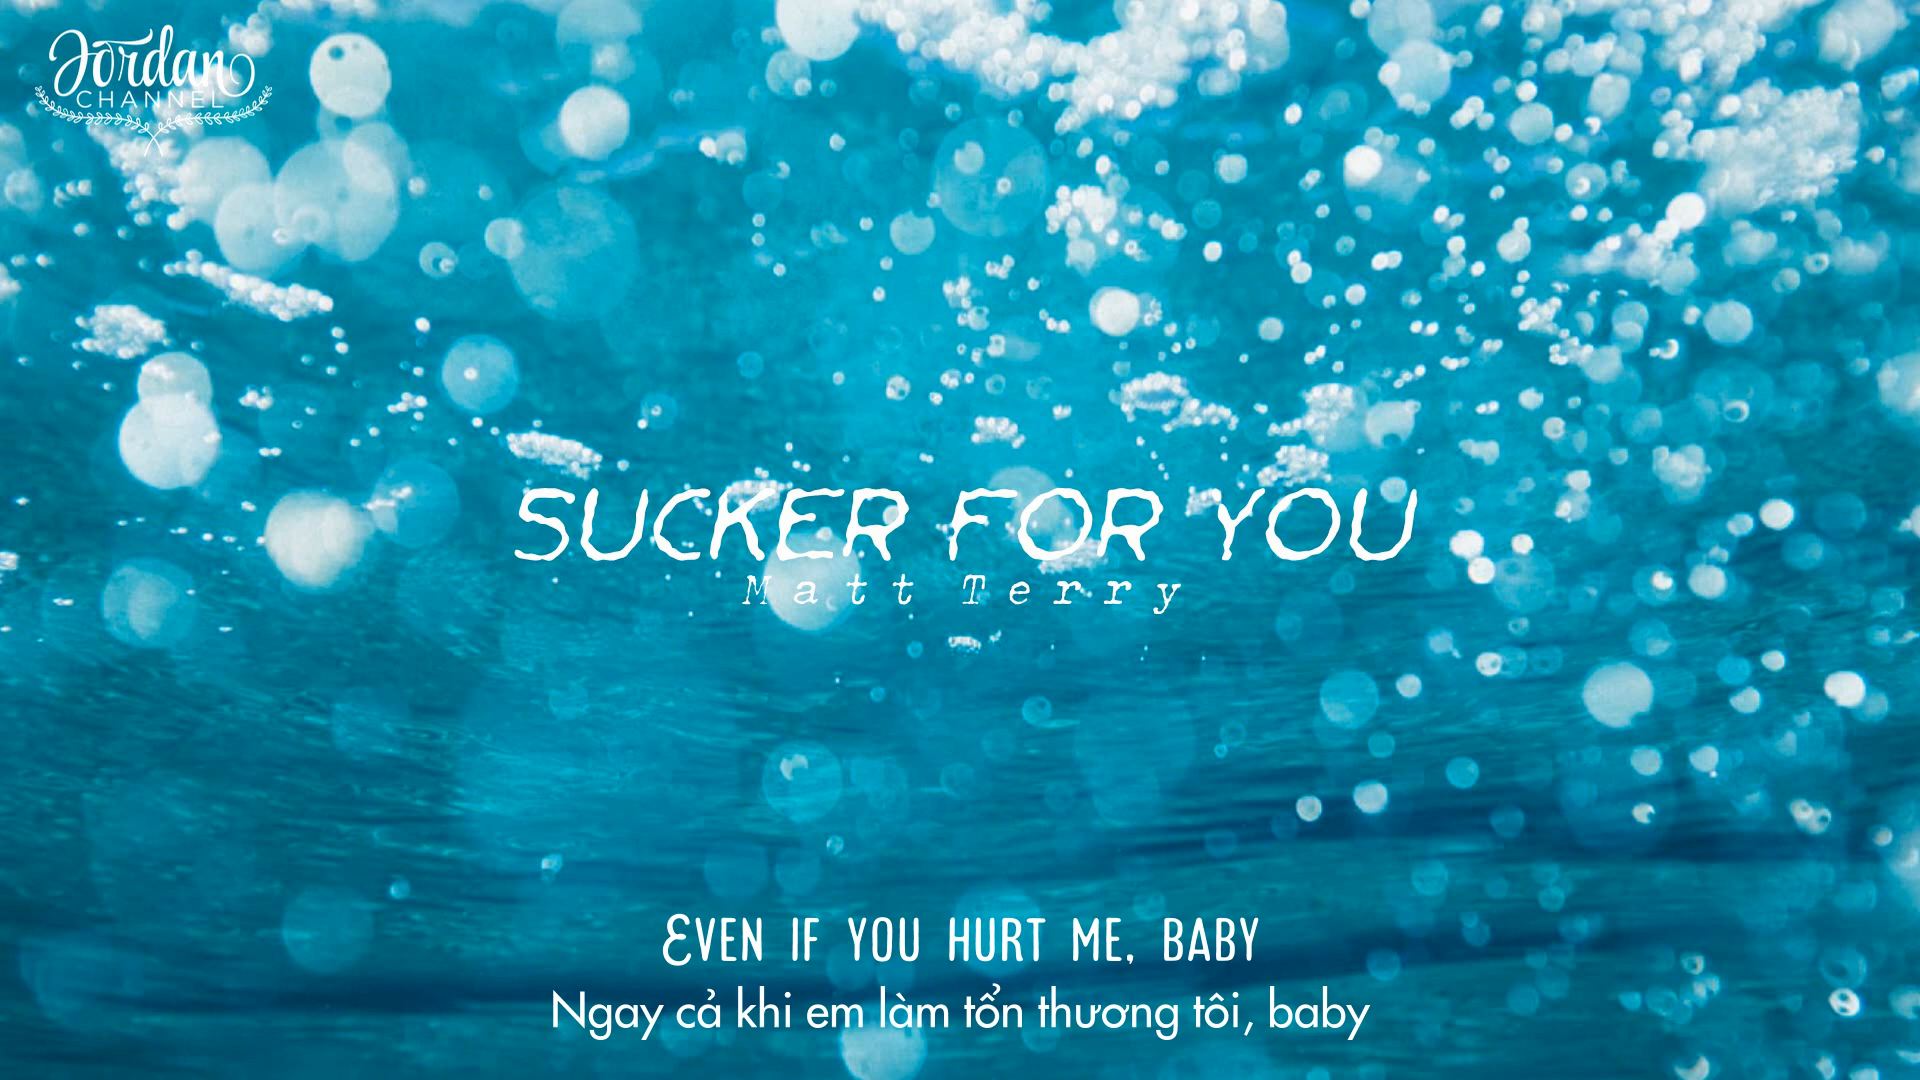 Jordan
CHANNEL
SUCKER FOR YOU
Matt Terry
EVEN IF YOU HURT ME, BABY
Ngay cả khi em làm tổn thương tôi, baby